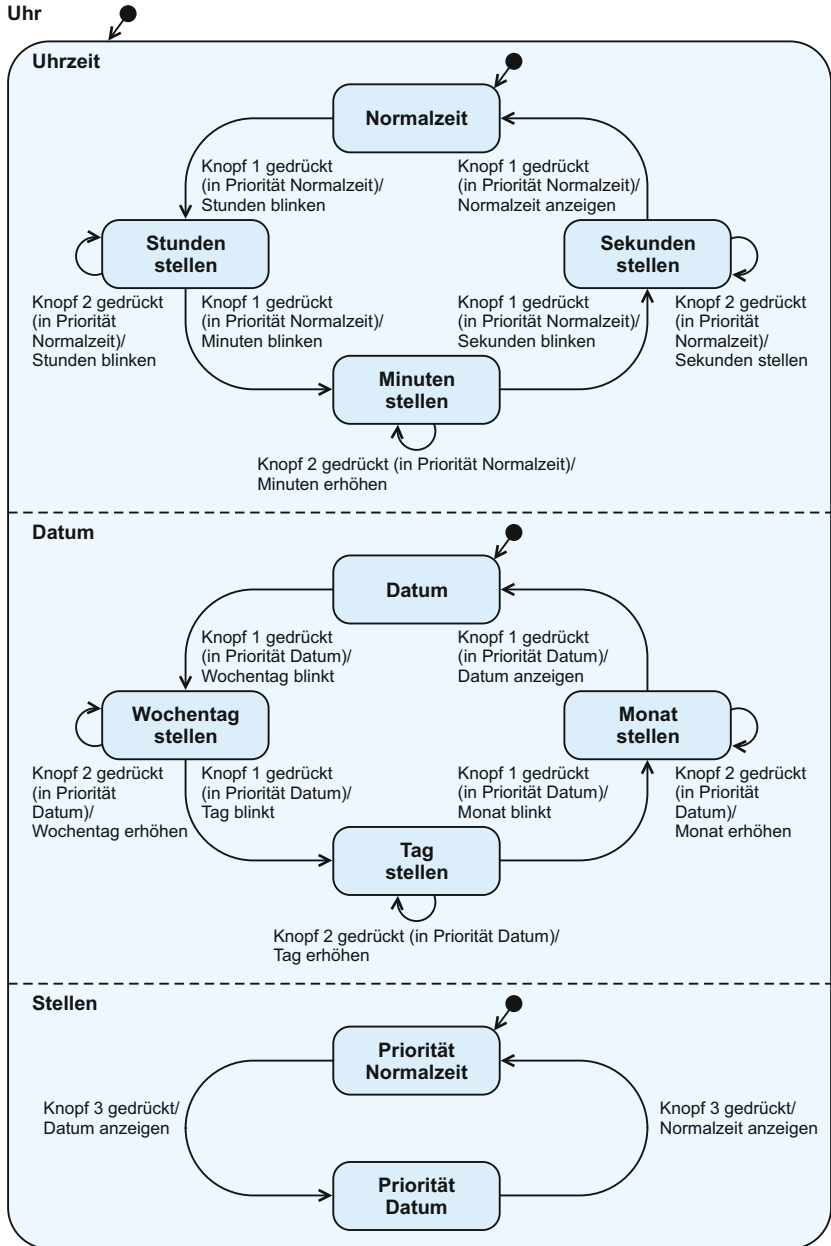 Uhr
Uhrzeit
Normalzeit
Knopf 1 gedrückt
(in Priorität Normalzeit)/
Stunden blinken
Knopf 1 gedrückt
(in Priorität Normalzeit)/
Normalzeit anzeigen
Stunden
stellen
Sekunden
stellen
Knopf 2 gedrückt
(in Priorität
Normalzeit)/
Stunden blinken
Knopf 1 gedrückt
(in Priorität Normalzeit)/
Minuten blinken
Knopf 1 gedrückt
(in Priorität Normalzeit)/
Sekunden blinken
Knopf 2 gedrückt
(in Priorität
Normalzeit)/
Sekunden stellen
Minuten
stellen
Knopf 2 gedrückt (in Priorität Normalzeit)/
Minuten erhöhen
Datum
Datum
Knopf 1 gedrückt
(in Priorität Datum)/
Wochentag blinkt
Knopf 1 gedrückt
(in Priorität Datum)/
Datum anzeigen
Wochentag
stellen
Monat
stellen
Knopf 2 gedrückt
(in Priorität
Datum)/
Wochentag erhöhen
Knopf 1 gedrückt
(in Priorität Datum)/
Tag blinkt
Knopf 1 gedrückt
(in Priorität Datum)/
Monat blinkt
Knopf 2 gedrückt
(in Priorität
Datum)/
Monat erhöhen
Tag
stellen
Knopf 2 gedrückt (in Priorität Datum)/
Tag erhöhen
Stellen
Priorität
Normalzeit
Knopf 3 gedrückt/
Datum anzeigen
Knopf 3 gedrückt/
Normalzeit anzeigen
Priorität
Datum